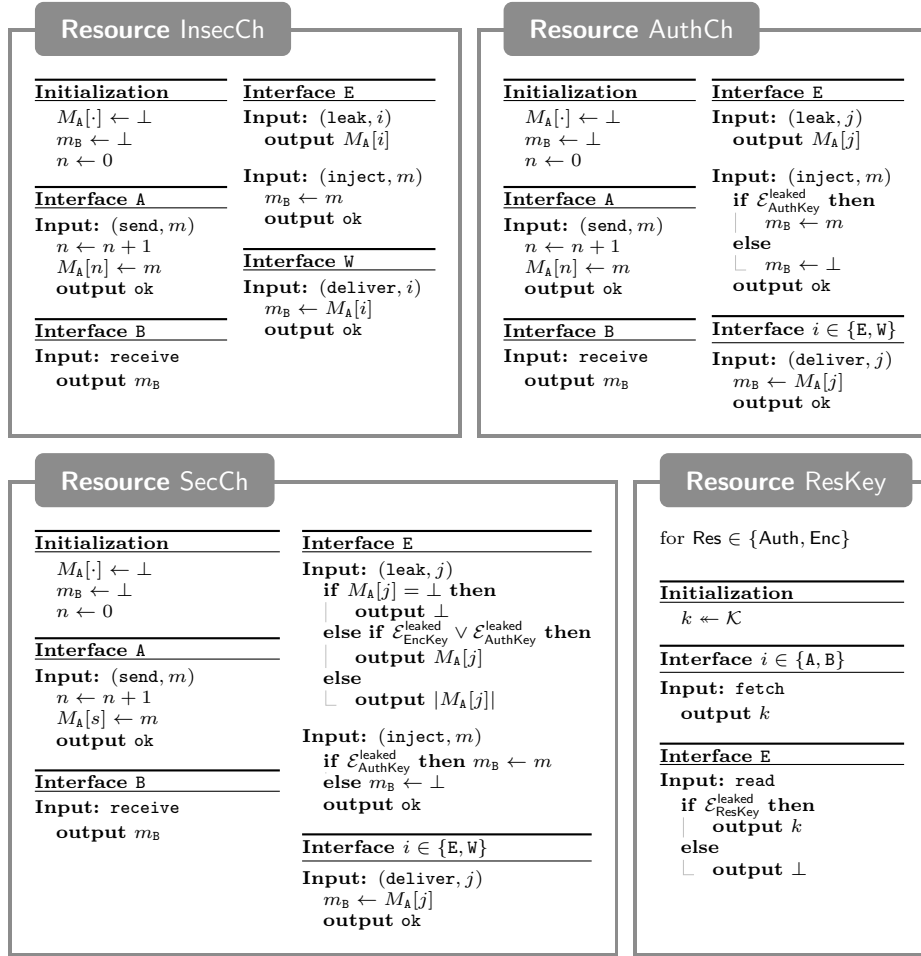 Resource InsecCh
Initialization
M_A[·] ← ⊥
m_B ← ⊥
n ← 0
Interface A
Input: (send, m)
n ← n + 1
M_A[n] ← m
output ok
Interface B
Input: receive
output m_B
Interface E
Input: (leak, i)
output M_A[i]
Input: (inject, m)
m_B ← m
output ok
Interface W
Input: (deliver, i)
m_B ← M_A[i]
output ok
Resource AuthCh
Initialization
M_A[·] ← ⊥
m_B ← ⊥
n ← 0
Interface A
Input: (send, m)
n ← n + 1
M_A[n] ← m
output ok
Interface B
Input: receive
output m_B
Interface E
Input: (leak, j)
output M_A[j]
Input: (inject, m)
if ℰ^leaked_AuthKey then
m_B ← m
else
m_B ← ⊥
output ok
Interface i ∈ {E, W}
Input: (deliver, j)
m_B ← M_A[j]
output ok
Resource SecCh
Initialization
M_A[·] ← ⊥
m_B ← ⊥
n ← 0
Interface A
Input: (send, m)
n ← n + 1
M_A[s] ← m
output ok
Interface B
Input: receive
output m_B
Interface E
Input: (leak, j)
if M_A[j] = ⊥ then
output ⊥
else if ℰ^leaked_EncKey ∨ ℰ^leaked_AuthKey then
output M_A[j]
else
output |M_A[j]|
Input: (inject, m)
if ℰ^leaked_AuthKey then m_B ← m
else m_B ← ⊥
output ok
Interface i ∈ {E, W}
Input: (deliver, j)
m_B ← M_A[j]
output ok
Resource ResKey
for Res ∈ {Auth, Enc}
Initialization
k ↞ 𝒦
Interface i ∈ {A, B}
Input: fetch
output k
Interface E
Input: read
if ℰ^leaked_ResKey then
output k
else
output ⊥